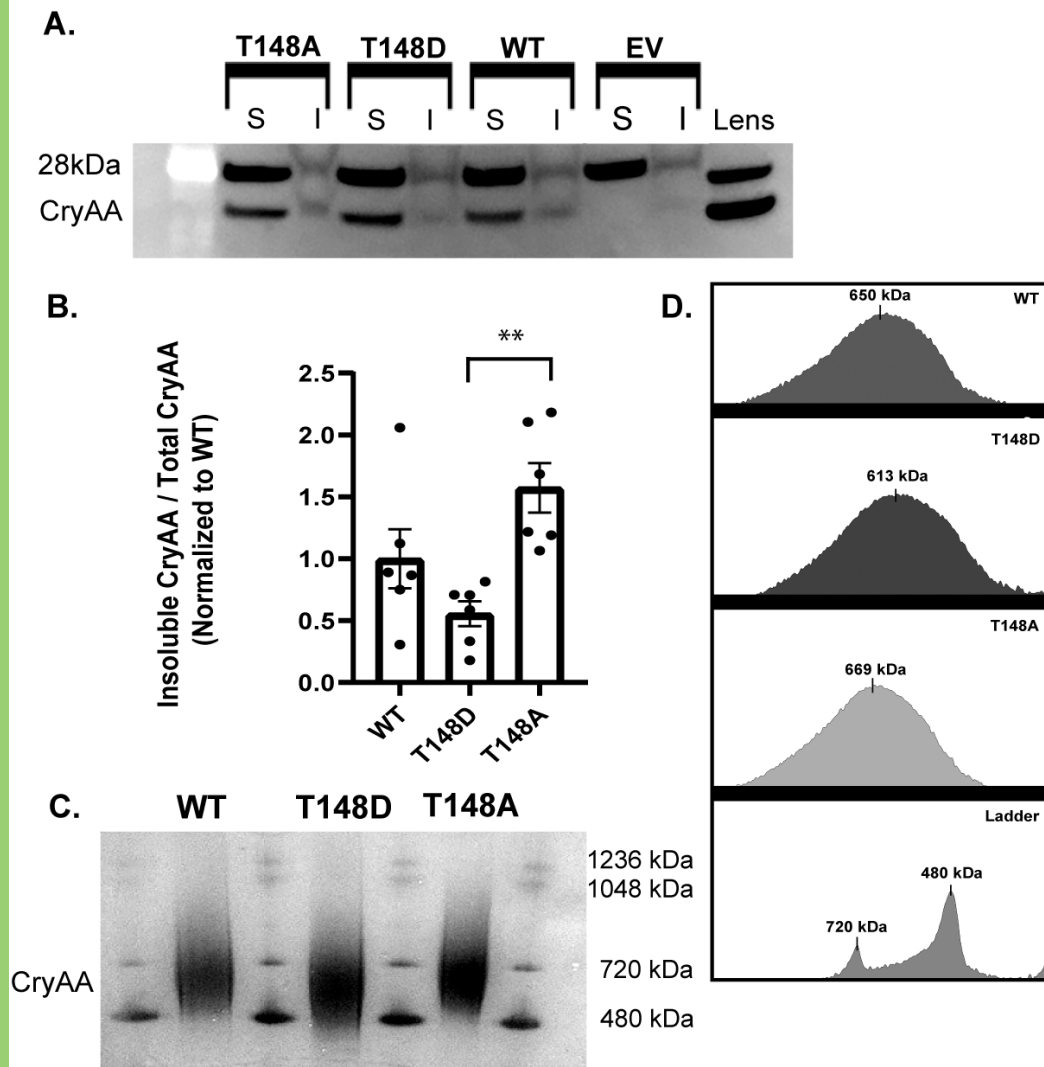 A.
T148A T148D WT EV
S I S I S I S I Lens
28kDa
CryAA
B.
Insoluble CryAA / Total CryAA
(Normalized to WT)
**
2.5
2.0
1.5
1.0
0.5
0.0
WT T148D T148A
C.
WT T148D T148A
1236 kDa
1048 kDa
CryAA
720 kDa
480 kDa
D.
650 kDa
WT
T148D
613 kDa
T148A
669 kDa
Ladder
480 kDa
720 kDa